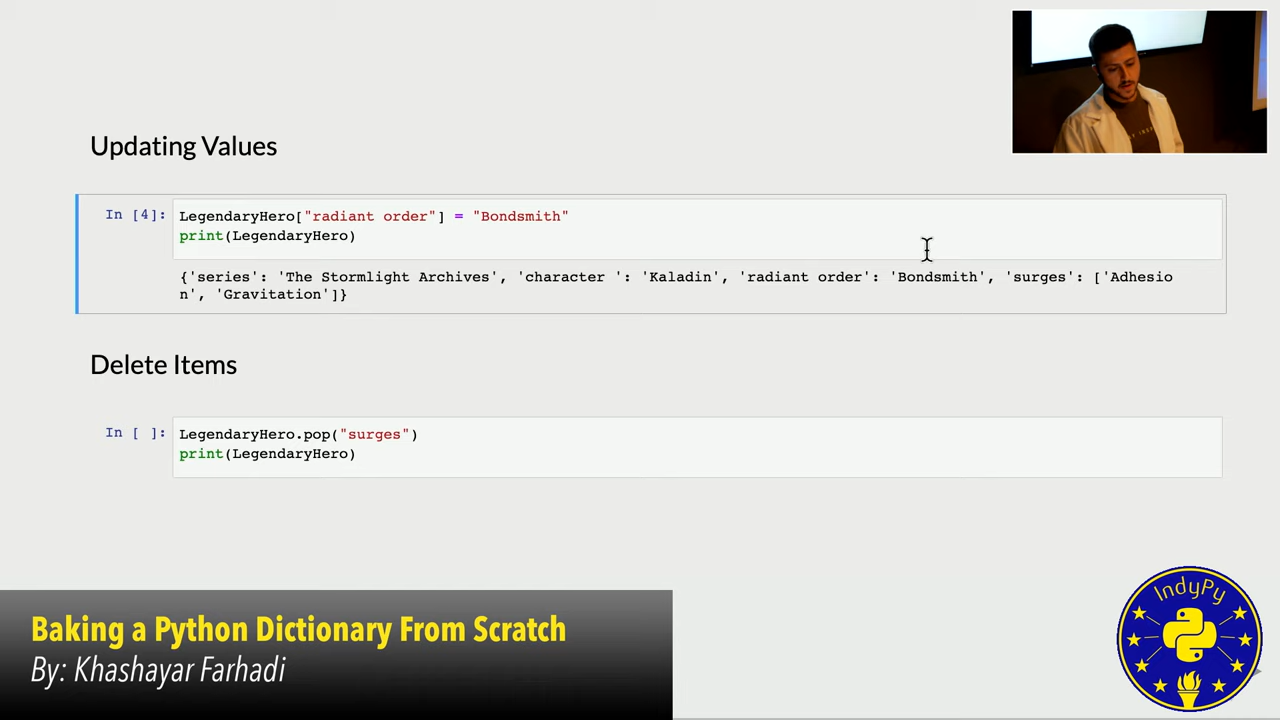 Updating Values
In [4]:
LegendaryHero["radiant order"] = "Bondsmith"
print(LegendaryHero)
{'series': 'The Stormlight Archives', 'character ': 'Kaladin', 'radiant order': 'Bondsmith', 'surges': ['Adhesio
n', 'Gravitation']}
Delete Items
In [ ]:
LegendaryHero.pop("surges")
print(LegendaryHero)
Baking a Python Dictionary From Scratch
By: Khashayar Farhadi
IndyPy